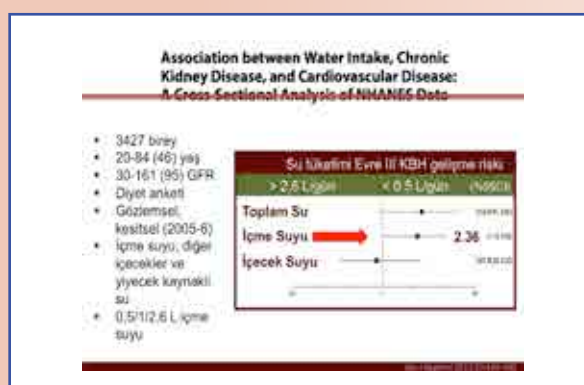 Association between Water Intake, Chronic
Kidney Disease, and Cardiovascular Disease:
A Cross-Sectional Analysis of NHANES Data
• 3427 birey
• 20-84 (46) yaş
• 30-161 (95) GFR
• Diyet anketi
• Gözlemsel,
kesitsel (2005-6)
• İçme suyu, diğer
içecekler ve
yiyecek kaynaklı
su
• 0,5/1/2,6 L içme
suyu
Su tüketimi Evre III KBH gelişme riski
> 2,6 L/gün < 0.5 L/gün (%95CI)
Toplam Su
İçme Suyu 2.36
İçecek Suyu